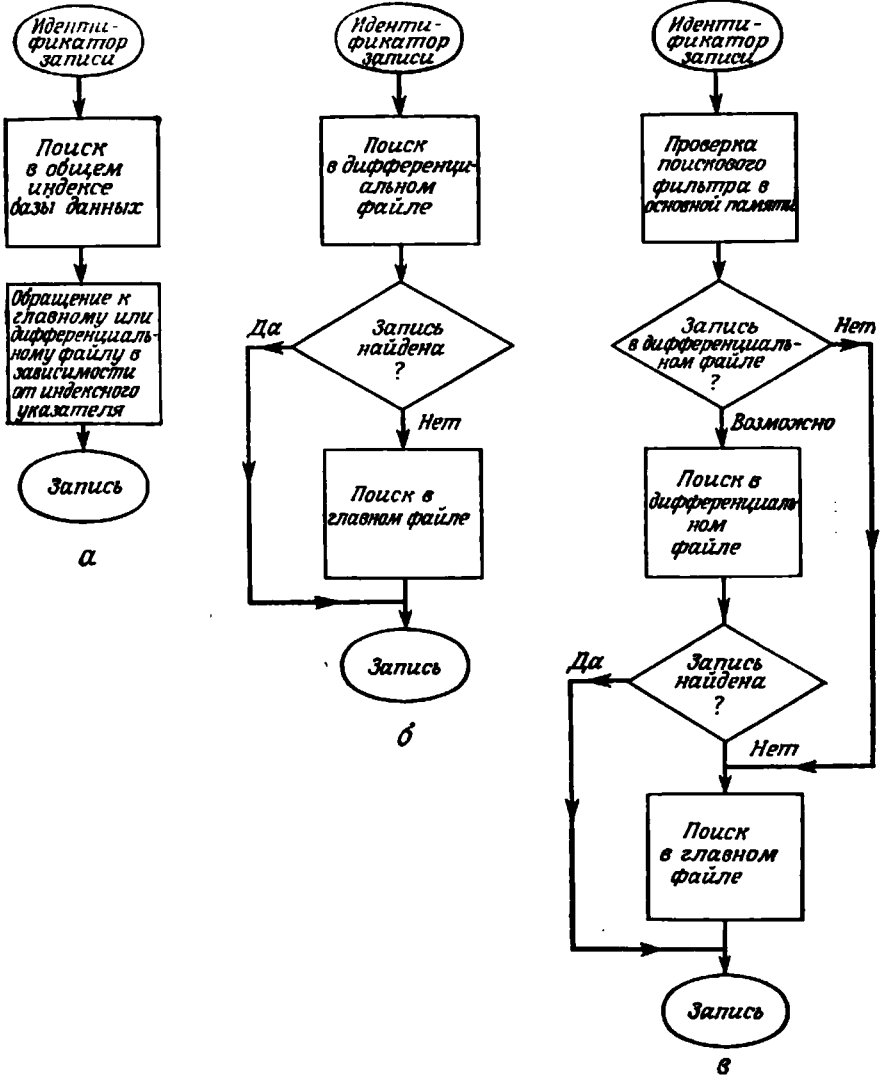 Иденти-
фикатор
записи
Поиск
в общем
индексе
базы данных
Обращение к
главному или
дифференциаль-
ному файлу в
зависимости
от индексного
указателя
Запись
а
Иденти-
фикатор
записи
Поиск
в дифференци-
альном
файле
Запись
найдена
?
Да
Нет
Поиск в
главном файле
Запись
б
Иденти-
фикатор
записи
Проверка
поискового
фильтра в
основной памяти
Запись
в дифференциаль-
ном файле
?
Нет
Возможно
Поиск в
дифференциаль
ном
файле
Запись
найдена
?
Да
Нет
Поиск
в главном
файле
Запись
в